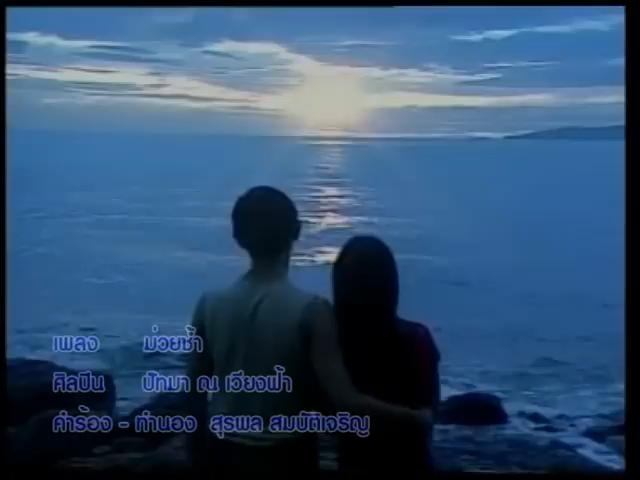 เพลง ม่วยช้ำ
ศิลปิน ปัทมา ณ เวียงฟ้า
คำร้อง - ทำนอง สุรพล สมบัติเจริญ